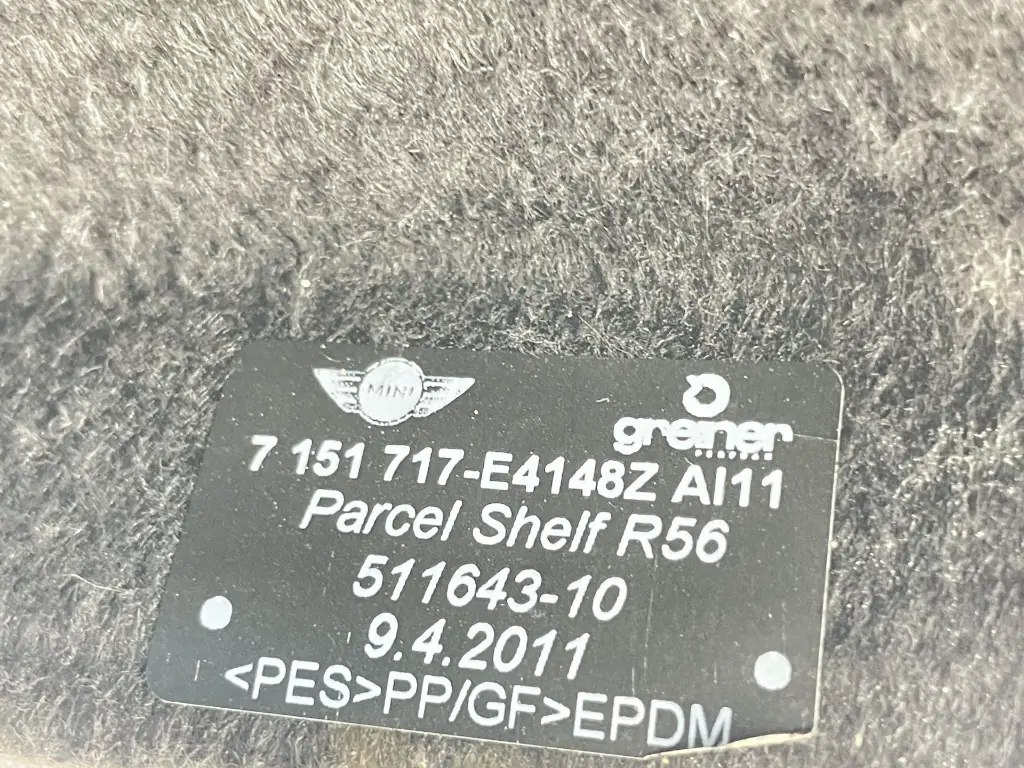 MINI
greiner
7 151 717-E4148Z AI11
Parcel Shelf R56
511643-10
9.4.2011
<PES>PP/GF>EPDM